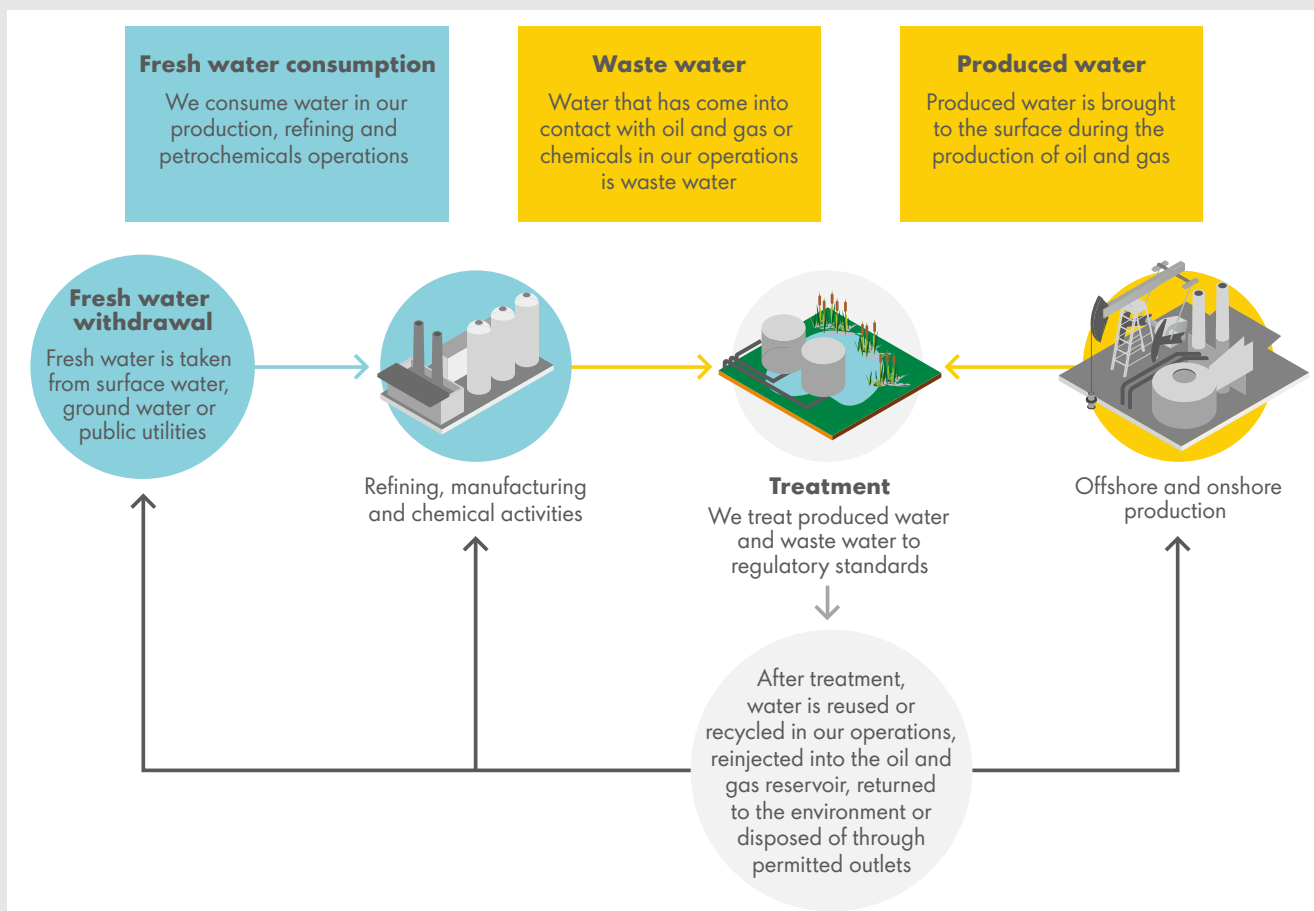 Fresh water consumption
We consume water in our
production, refining and
petrochemicals operations
Waste water
Water that has come into
contact with oil and gas or
chemicals in our operations
is waste water
Produced water
Produced water is brought
to the surface during the
production of oil and gas
Fresh water
withdrawal
Fresh water is taken
from surface water,
ground water or
public utilities
Refining, manufacturing
and chemical activities
Treatment
We treat produced water
and waste water to
regulatory standards
Offshore and onshore
production
After treatment,
water is reused or
recycled in our operations,
reinjected into the oil and
gas reservoir, returned
to the environment or
disposed of through
permitted outlets